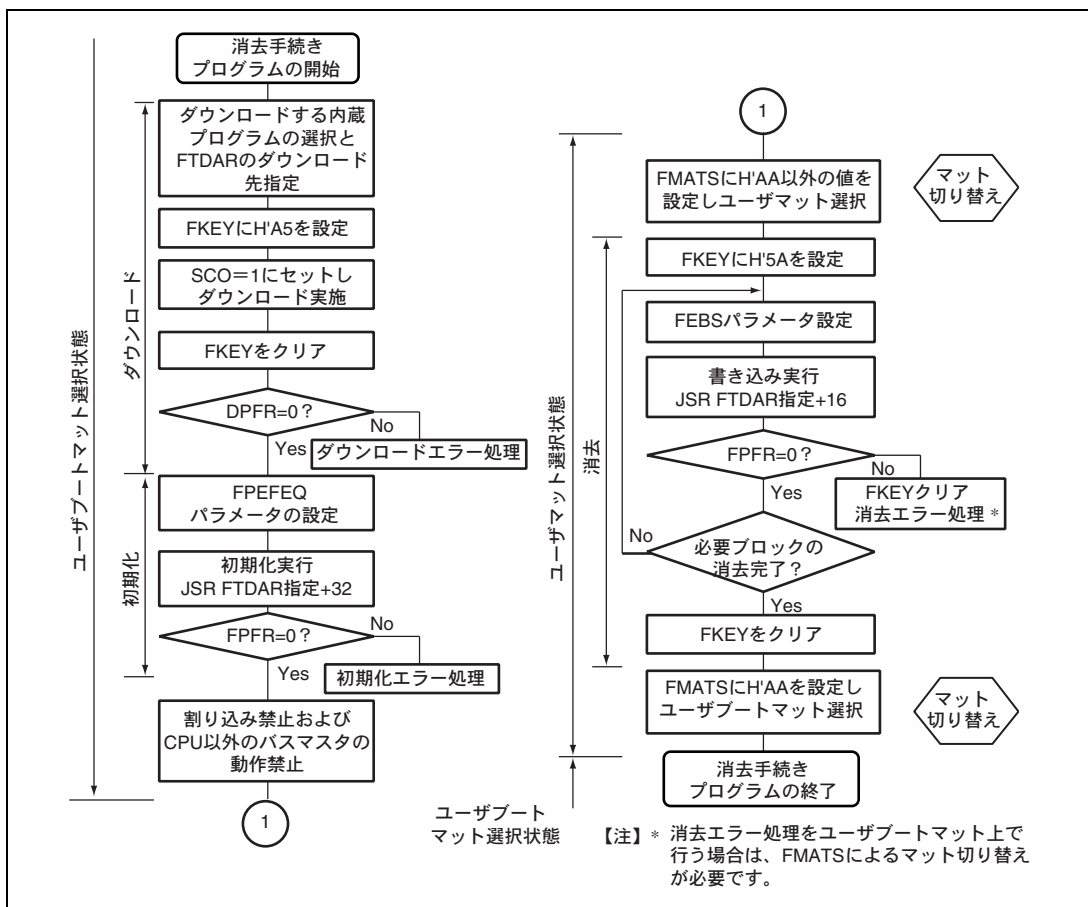 消去手続き
プログラムの開始
ダウンロードする内蔵
プログラムの選択と
FTDARのダウンロード
先指定
FKEYにH'A5を設定
SCO=1にセットし
ダウンロード実施
FKEYをクリア
DPFR=0?
No
Yes
ダウンロードエラー処理
FPEFEQ
パラメータの設定
初期化実行
JSR FTDAR指定+32
FPFR=0?
No
Yes
初期化エラー処理
割り込み禁止および
CPU以外のバスマスタの
動作禁止
1
ダウンロード
初期化
ユーザブートマット選択状態
1
FMATSにH'AA以外の値を
設定しユーザマット選択
マット
切り替え
FKEYにH'5Aを設定
FEBSパラメータ設定
書き込み実行
JSR FTDAR指定+16
FPFR=0?
No
Yes
FKEYクリア
消去エラー処理 *
No
必要ブロックの
消去完了?
Yes
FKEYをクリア
FMATSにH'AAを設定し
ユーザブートマット選択
マット
切り替え
消去手続き
プログラムの終了
消去
ユーザマット選択状態
ユーザブート
マット選択状態
【注】* 消去エラー処理をユーザブートマット上で
行う場合は、FMATSによるマット切り替え
が必要です。